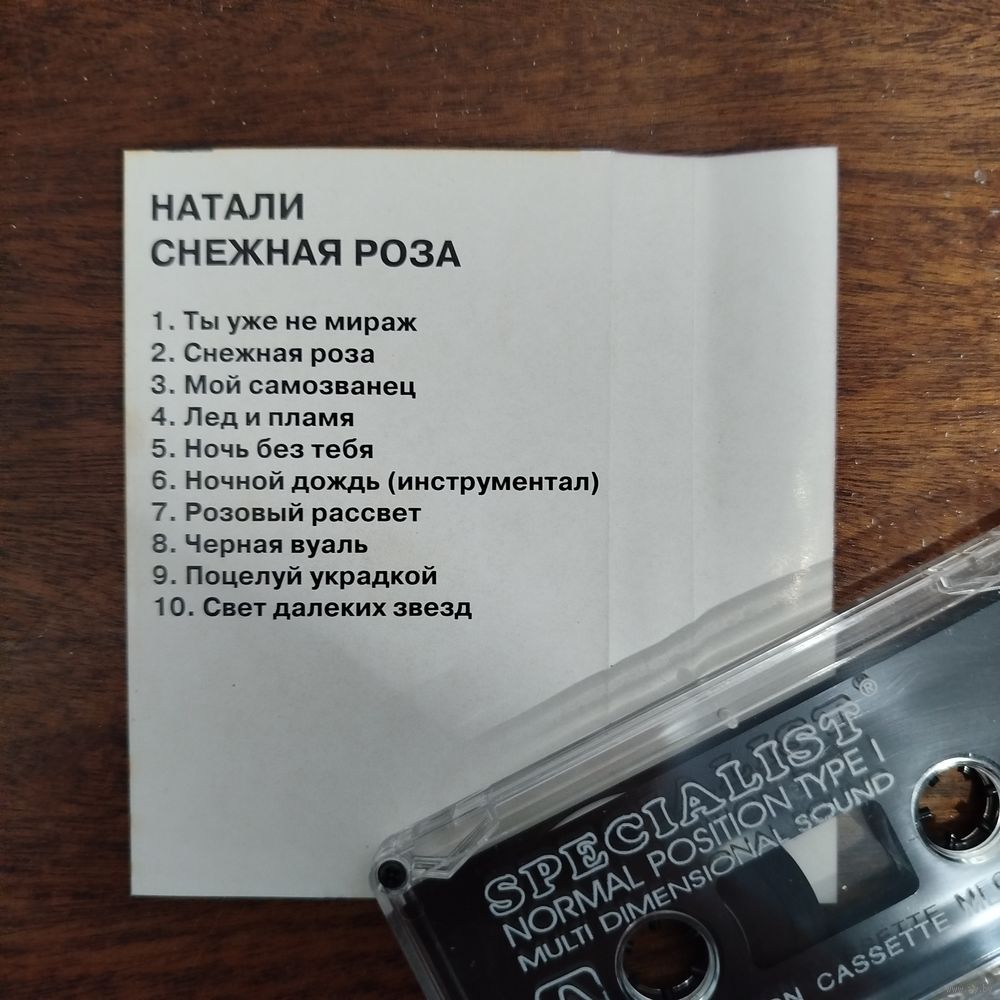 НАТАЛИ
СНЕЖНАЯ РОЗА
1. Ты уже не мираж
2. Снежная роза
3. Мой самозванец
4. Лед и пламя
5. Ночь без тебя
6. Ночной дождь (инструментал)
7. Розовый рассвет
8. Черная вуаль
9. Поцелуй украдкой
10. Свет далеких звезд
SPECIALIST®
NORMAL POSITION TYPE I
MULTI DIMENSIONAL SOUND
CASSETTE